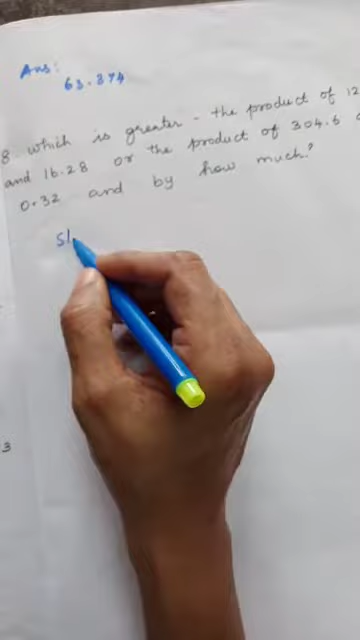 Ans:
63.874
8. which is greater - the product of 12
and 16.28 or the product of 304.6
0.32 and by how much?
Sl
3